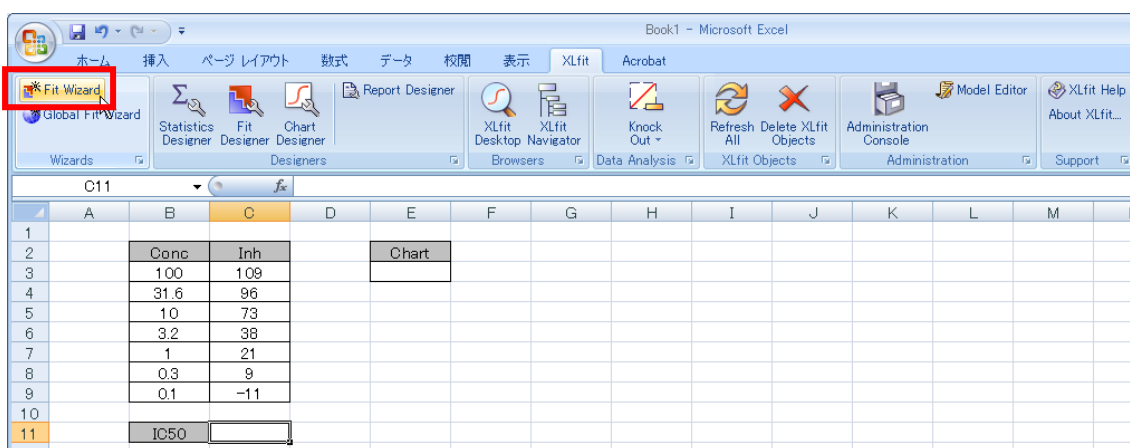 Book1 - Microsoft Excel
ホーム 挿入 ページ レイアウト 数式 データ 校閲 表示 XLfit Acrobat
Fit Wizard
Global Fit Wizard
Statistics Designer
Fit Designer
Chart Designer
Report Designer
XLfit Desktop
XLfit Navigator
Knock Out
Refresh All
Delete XLfit Objects
Administration Console
Model Editor
XLfit Help
About XLfit...
Wizards Designers Browsers Data Analysis XLfit Objects Administration Support
C11 fx
A B C D E F G H I J K L M
1
2 Conc Inh Chart
3 100 109
4 31.6 96
5 10 73
6 3.2 38
7 1 21
8 0.3 9
9 0.1 -11
10
11 IC50